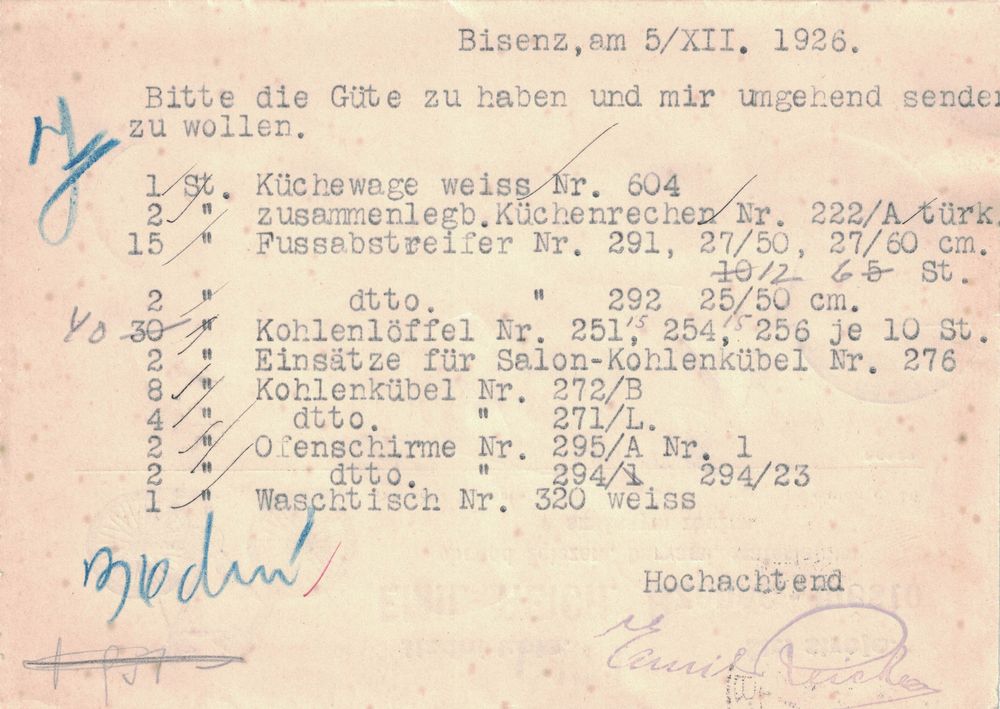 Bisenz, am 5/XII. 1926.
Bitte die Güte zu haben und mir umgehend senden
zu wollen.
1 St. Küchewage weiss Nr. 604
2 " zusammenlegb. Küchenrechen Nr. 222/A türk.
15 " Fussabstreifer Nr. 291, 27/50, 27/60 cm.
10 12 6 5 St.
2 " dtto. " 292 25/50 cm.
40 30 " Kohlenlöffel Nr. 251, 15 254, 15 256 je 10 St.
2 " Einsätze für Salon-Kohlenkübel Nr. 276
8 " Kohlenkübel Nr. 272/B
4 " dtto. " 271/L.
2 " Ofenschirme Nr. 295/A Nr. 1
2 " dtto. " 294/1 294/23
1 " Waschtisch Nr. 320 weiss
Hochachtend
Emil